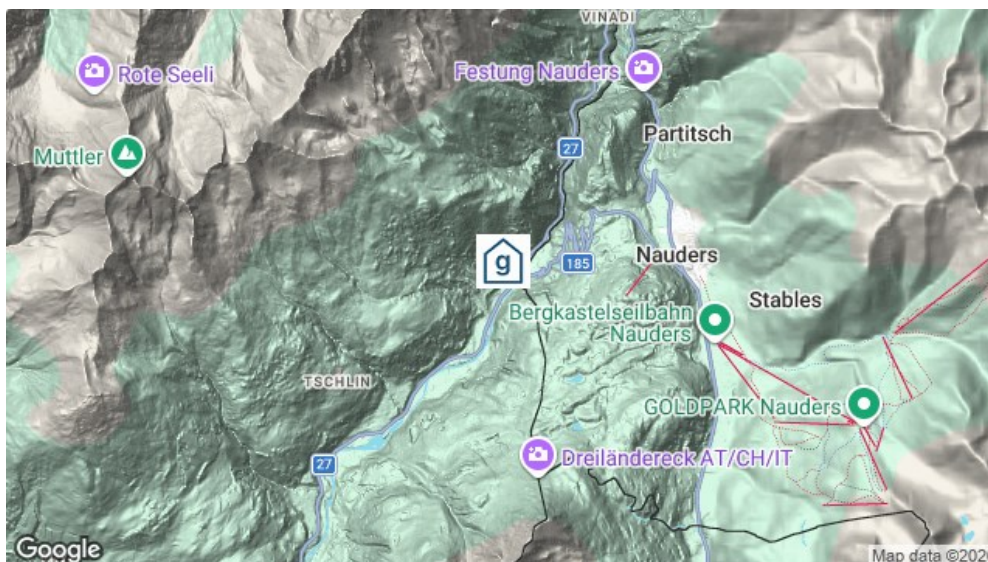 VINADI
Rote Seeli
Festung Nauders
Partitsch
Muttler
27
g
185
Nauders
Stables
Bergkastelseilbahn
Nauders
TSCHLIN
GOLDPARK Nauders
27
Dreiländereck AT/CH/IT
Google
Map data ©202